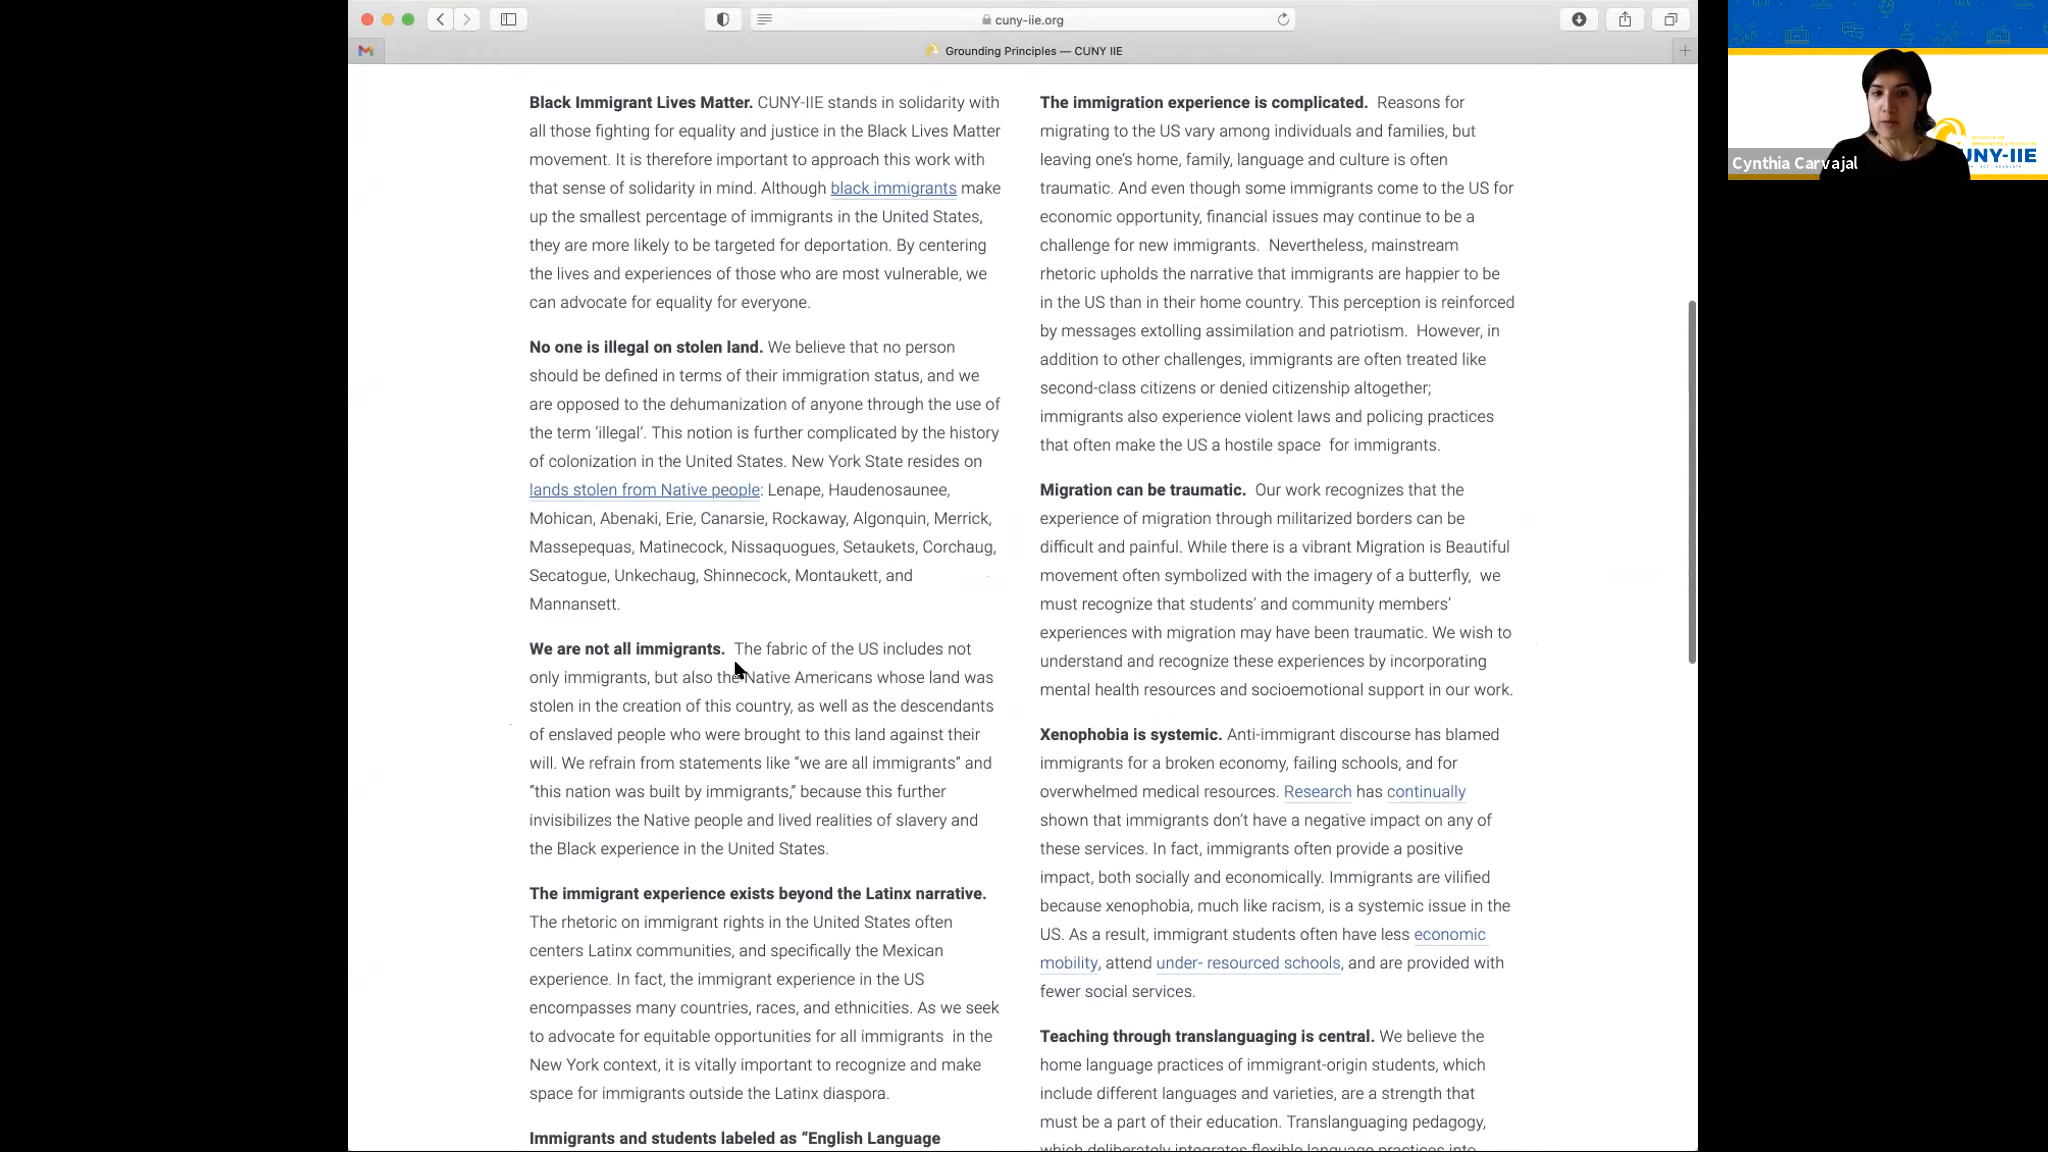 cuny-iie.org
Grounding Principles — CUNY IIE
Black Immigrant Lives Matter. CUNY-IIE stands in solidarity with
all those fighting for equality and justice in the Black Lives Matter
movement. It is therefore important to approach this work with
that sense of solidarity in mind. Although black immigrants make
up the smallest percentage of immigrants in the United States,
they are more likely to be targeted for deportation. By centering
the lives and experiences of those who are most vulnerable, we
can advocate for equality for everyone.
No one is illegal on stolen land. We believe that no person
should be defined in terms of their immigration status, and we
are opposed to the dehumanization of anyone through the use of
the term ‘illegal’. This notion is further complicated by the history
of colonization in the United States. New York State resides on
lands stolen from Native people: Lenape, Haudenosaunee,
Mohican, Abenaki, Erie, Canarsie, Rockaway, Algonquin, Merrick,
Massepequas, Matinecock, Nissaquogues, Setaukets, Corchaug,
Secatogue, Unkechaug, Shinnecock, Montaukett, and
Mannansett.
We are not all immigrants. The fabric of the US includes not
only immigrants, but also the Native Americans whose land was
stolen in the creation of this country, as well as the descendants
of enslaved people who were brought to this land against their
will. We refrain from statements like “we are all immigrants” and
“this nation was built by immigrants,” because this further
invisibilizes the Native people and lived realities of slavery and
the Black experience in the United States.
The immigrant experience exists beyond the Latinx narrative.
The rhetoric on immigrant rights in the United States often
centers Latinx communities, and specifically the Mexican
experience. In fact, the immigrant experience in the US
encompasses many countries, races, and ethnicities. As we seek
to advocate for equitable opportunities for all immigrants in the
New York context, it is vitally important to recognize and make
space for immigrants outside the Latinx diaspora.
Immigrants and students labeled as “English Language
The immigration experience is complicated. Reasons for
migrating to the US vary among individuals and families, but
leaving one’s home, family, language and culture is often
traumatic. And even though some immigrants come to the US for
economic opportunity, financial issues may continue to be a
challenge for new immigrants. Nevertheless, mainstream
rhetoric upholds the narrative that immigrants are happier to be
in the US than in their home country. This perception is reinforced
by messages extolling assimilation and patriotism. However, in
addition to other challenges, immigrants are often treated like
second-class citizens or denied citizenship altogether;
immigrants also experience violent laws and policing practices
that often make the US a hostile space for immigrants.
Migration can be traumatic. Our work recognizes that the
experience of migration through militarized borders can be
difficult and painful. While there is a vibrant Migration is Beautiful
movement often symbolized with the imagery of a butterfly, we
must recognize that students’ and community members’
experiences with migration may have been traumatic. We wish to
understand and recognize these experiences by incorporating
mental health resources and socioemotional support in our work.
Xenophobia is systemic. Anti-immigrant discourse has blamed
immigrants for a broken economy, failing schools, and for
overwhelmed medical resources. Research has continually
shown that immigrants don’t have a negative impact on any of
these services. In fact, immigrants often provide a positive
impact, both socially and economically. Immigrants are vilified
because xenophobia, much like racism, is a systemic issue in the
US. As a result, immigrant students often have less economic
mobility, attend under- resourced schools, and are provided with
fewer social services.
Teaching through translanguaging is central. We believe the
home language practices of immigrant-origin students, which
include different languages and varieties, are a strength that
must be a part of their education. Translanguaging pedagogy,
which deliberately integrates flexible language practices into
Cynthia Carvajal
UNY-IIE